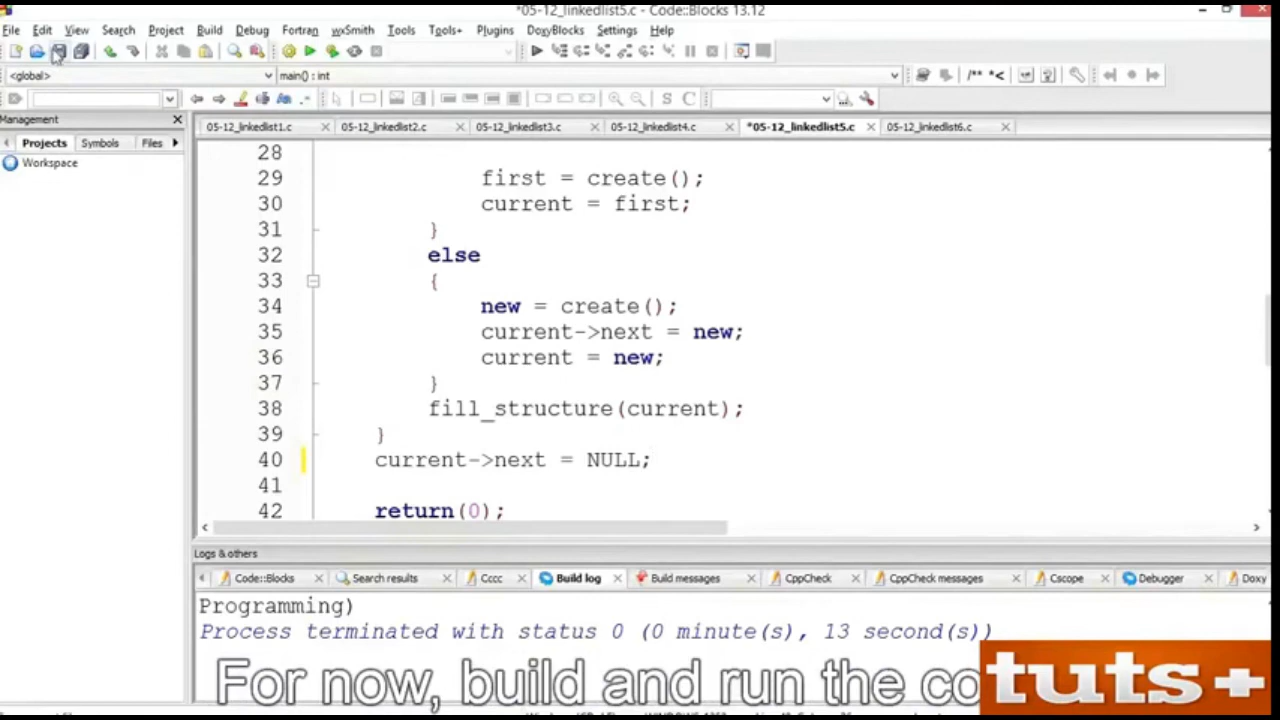 *05-12_linkedlist5.c - Code::Blocks 13.12
File Edit View Search Project Build Debug Fortran wxSmith Tools Tools+ Plugins DoxyBlocks Settings Help
<global> main() : int /** *<
S C
Management
Projects Symbols Files
Workspace
05-12_linkedlist1.c 05-12_linkedlist2.c 05-12_linkedlist3.c 05-12_linkedlist4.c *05-12_linkedlist5.c 05-12_linkedlist6.c
28
29 first = create();
30 current = first;
31 }
32 else
33 {
34 new = create();
35 current->next = new;
36 current = new;
37 }
38 fill_structure(current);
39 }
40 current->next = NULL;
41
42 return(0);
Logs & others
Code::Blocks Search results Cccc Build log Build messages CppCheck CppCheck messages Cscope Debugger Doxy
Programming)
Process terminated with status 0 (0 minute(s), 13 second(s))
For now, build and run the co
tuts+